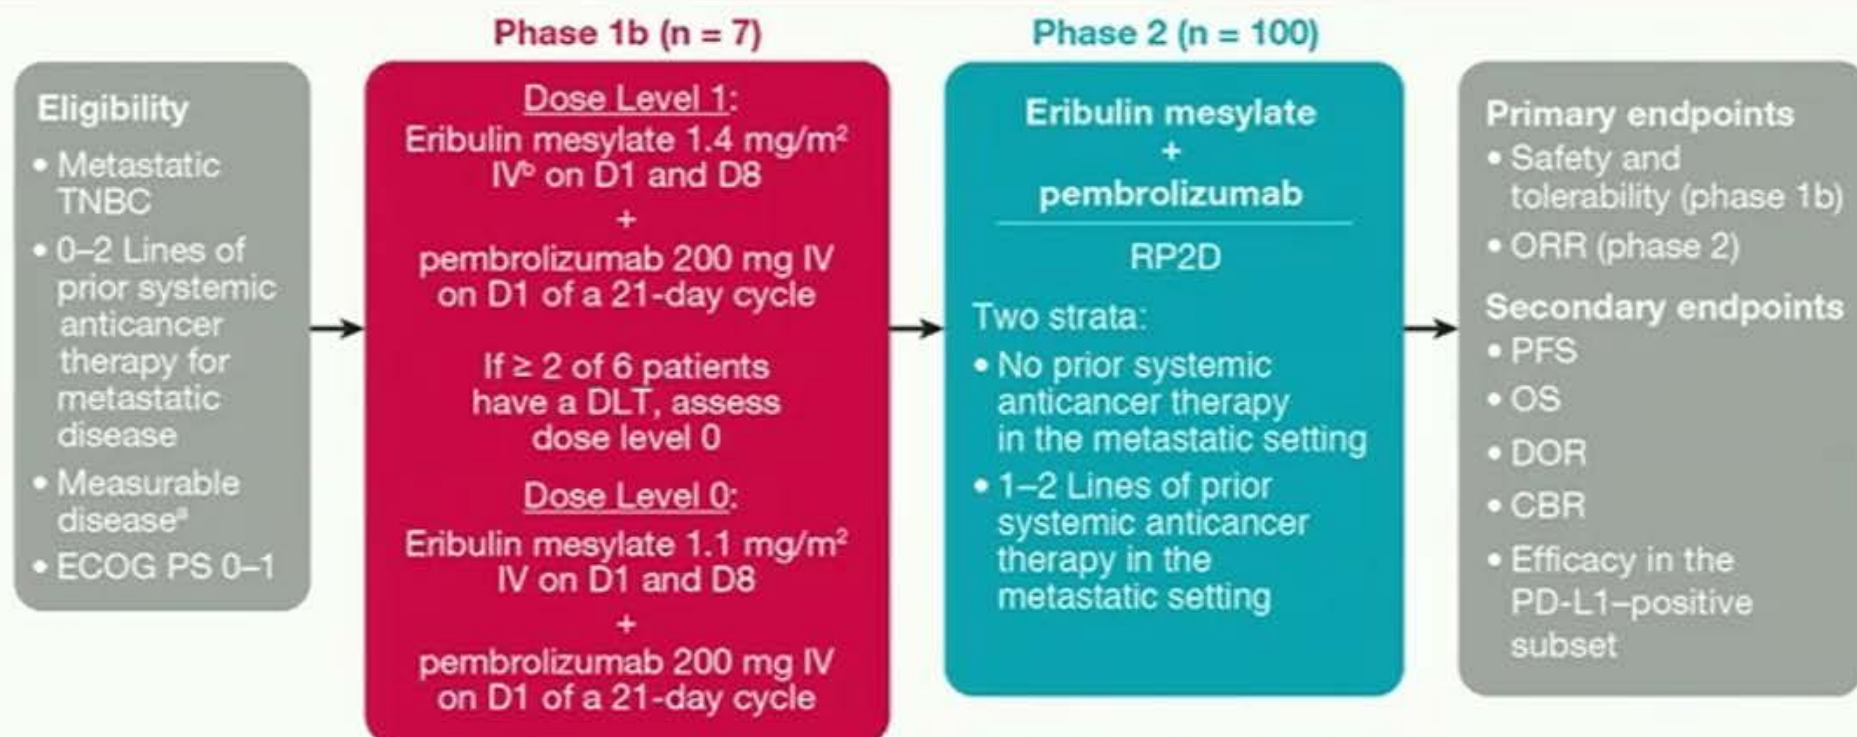 Eligibility
• Metastatic
TNBC
• 0–2 Lines of
prior systemic
anticancer
therapy for
metastatic
disease
• Measurable
diseaseᵃ
• ECOG PS 0–1
Phase 1b (n = 7)
Dose Level 1:
Eribulin mesylate 1.4 mg/m²
IVᵇ on D1 and D8
+
pembrolizumab 200 mg IV
on D1 of a 21-day cycle
If ≥ 2 of 6 patients
have a DLT, assess
dose level 0
Dose Level 0:
Eribulin mesylate 1.1 mg/m²
IV on D1 and D8
+
pembrolizumab 200 mg IV
on D1 of a 21-day cycle
Phase 2 (n = 100)
Eribulin mesylate
+
pembrolizumab
RP2D
Two strata:
• No prior systemic
anticancer therapy
in the metastatic setting
• 1–2 Lines of prior
systemic anticancer
therapy in the
metastatic setting
Primary endpoints
• Safety and
tolerability (phase 1b)
• ORR (phase 2)
Secondary endpoints
• PFS
• OS
• DOR
• CBR
• Efficacy in the
PD-L1–positive
subset